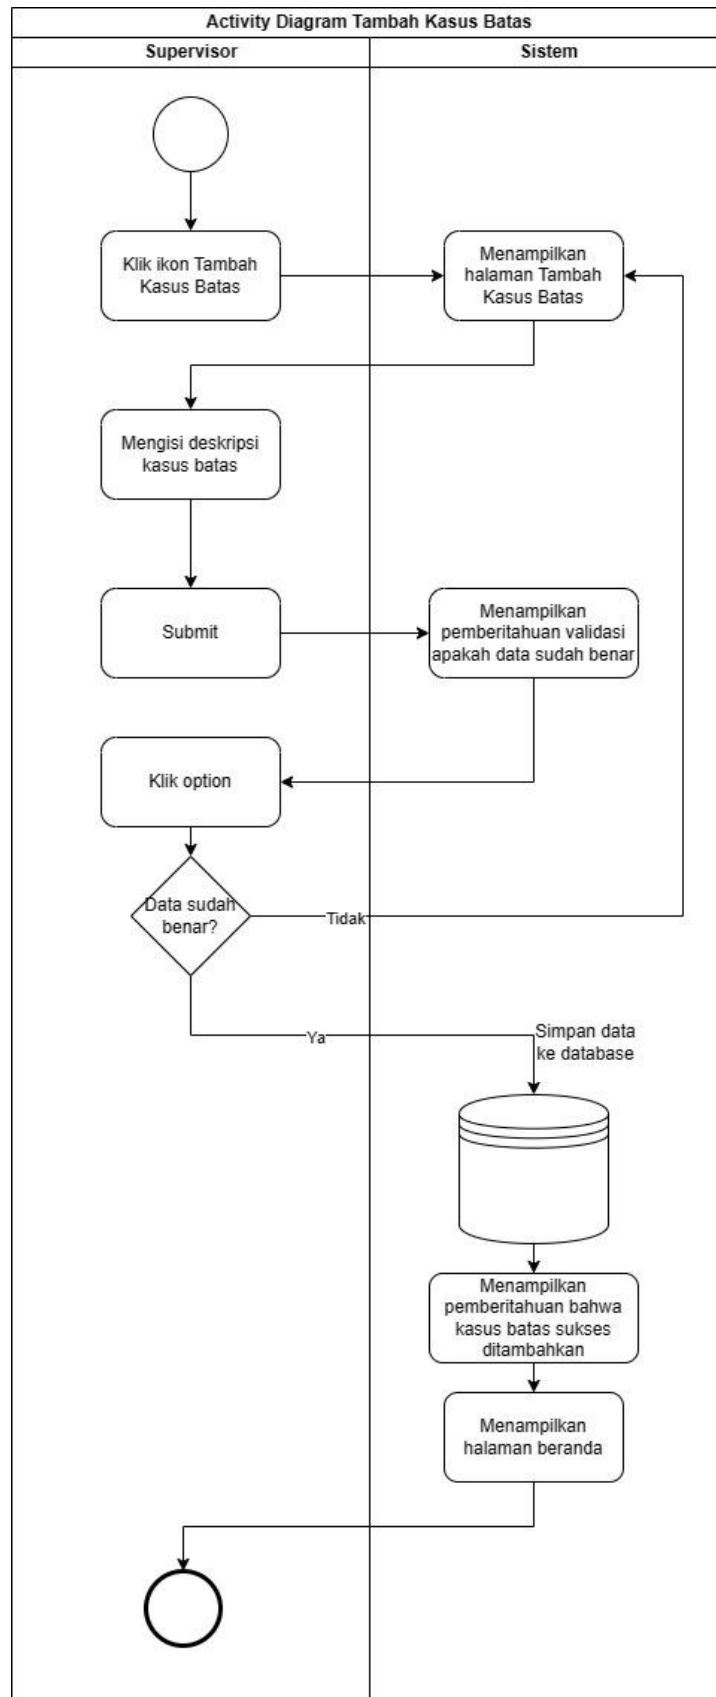 Activity Diagram Tambah Kasus Batas
Supervisor
Sistem
Klik ikon Tambah
Kasus Batas
Menampilkan
halaman Tambah
Kasus Batas
Mengisi deskripsi
kasus batas
Submit
Menampilkan
pemberitahuan validasi
apakah data sudah benar
Klik option
Data sudah
benar?
Tidak
Ya
Simpan data
ke database
Menampilkan
pemberitahuan bahwa
kasus batas sukses
ditambahkan
Menampilkan
halaman beranda